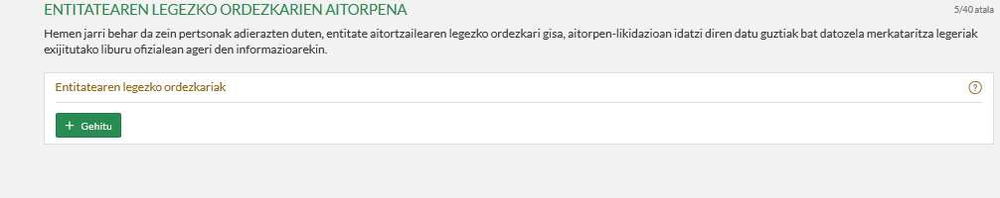 ENTITATEAREN LEGEZKO ORDEZKARIEN AITORPENA
5/40 atala
Hemen jarri behar da zein pertsonak adierazten duten, entitate aitortzailearen legezko ordezkari gisa, aitorpen-likidazioan idatzi diren datu guztiak bat datozela merkataritza legeriak
exijitutako liburu ofizialean ageri den informazioarekin.
Entitatearen legezko ordezkariak
?
+ Gehitu